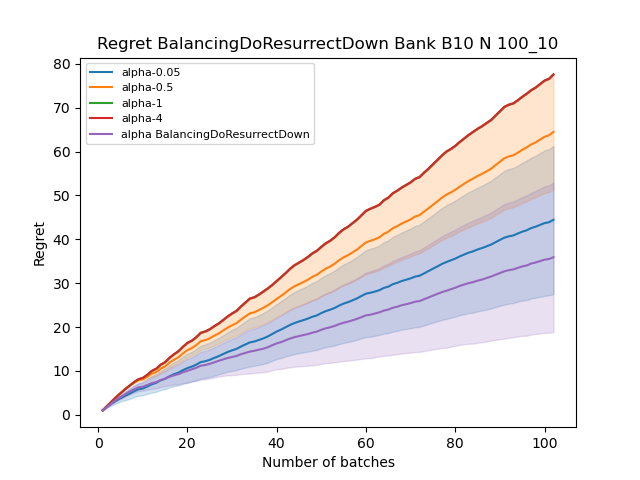 Regret BalancingDoResurrectDown Bank B10 N 100_10
alpha-0.05
alpha-0.5
alpha-1
alpha-4
alpha BalancingDoResurrectDown
80
70
60
50
40
30
20
10
0
Regret
0 20 40 60 80 100
Number of batches